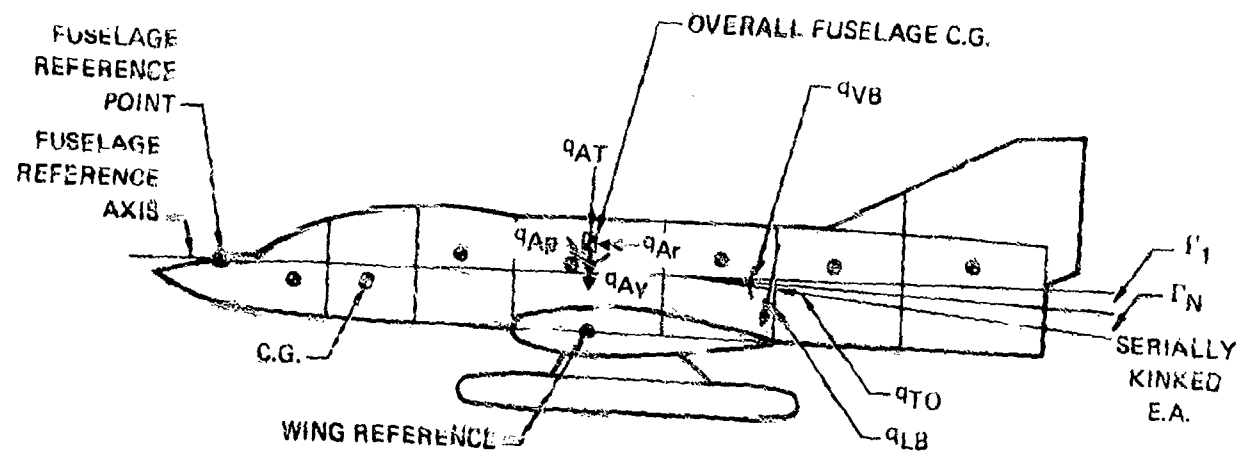 FUSELAGE
REFERENCE
POINT
FUSELAGE
REFERENCE
AXIS
OVERALL FUSELAGE C.G.
qVB
qAT
qAp
qAr
qAy
Γ1
ΓN
SERIALLY
KINKED
E.A.
C.G.
qTO
qLB
WING REFERENCE